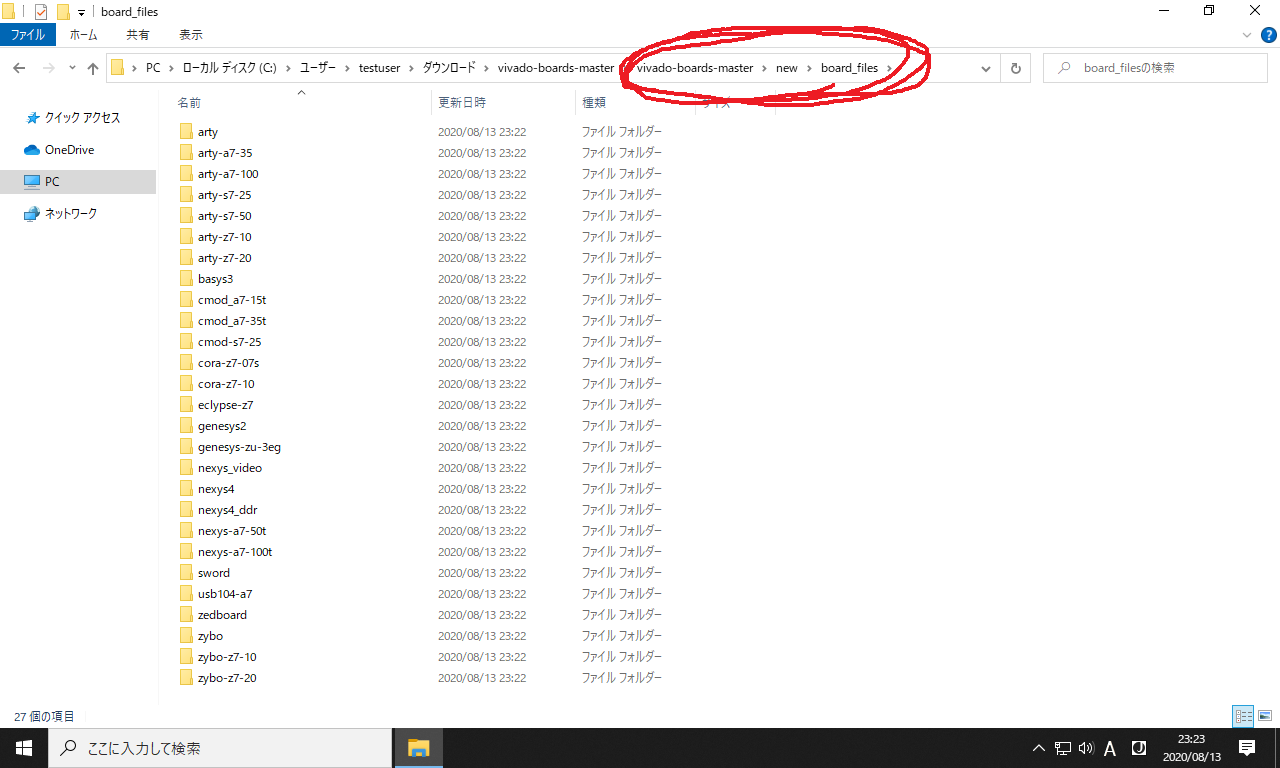 board_files
ファイル ホーム 共有 表示
PC ローカル ディスク (C:) ユーザー testuser ダウンロード vivado-boards-master vivado-boards-master new board_files board_filesの検索
名前 更新日時 種類 サイズ
クイック アクセス
OneDrive
PC
ネットワーク
arty 2020/08/13 23:22 ファイル フォルダー
arty-a7-35 2020/08/13 23:22 ファイル フォルダー
arty-a7-100 2020/08/13 23:22 ファイル フォルダー
arty-s7-25 2020/08/13 23:22 ファイル フォルダー
arty-s7-50 2020/08/13 23:22 ファイル フォルダー
arty-z7-10 2020/08/13 23:22 ファイル フォルダー
arty-z7-20 2020/08/13 23:22 ファイル フォルダー
basys3 2020/08/13 23:22 ファイル フォルダー
cmod_a7-15t 2020/08/13 23:22 ファイル フォルダー
cmod_a7-35t 2020/08/13 23:22 ファイル フォルダー
cmod-s7-25 2020/08/13 23:22 ファイル フォルダー
cora-z7-07s 2020/08/13 23:22 ファイル フォルダー
cora-z7-10 2020/08/13 23:22 ファイル フォルダー
eclypse-z7 2020/08/13 23:22 ファイル フォルダー
genesys2 2020/08/13 23:22 ファイル フォルダー
genesys-zu-3eg 2020/08/13 23:22 ファイル フォルダー
nexys_video 2020/08/13 23:22 ファイル フォルダー
nexys4 2020/08/13 23:22 ファイル フォルダー
nexys4_ddr 2020/08/13 23:22 ファイル フォルダー
nexys-a7-50t 2020/08/13 23:22 ファイル フォルダー
nexys-a7-100t 2020/08/13 23:22 ファイル フォルダー
sword 2020/08/13 23:22 ファイル フォルダー
usb104-a7 2020/08/13 23:22 ファイル フォルダー
zedboard 2020/08/13 23:22 ファイル フォルダー
zybo 2020/08/13 23:22 ファイル フォルダー
zybo-z7-10 2020/08/13 23:22 ファイル フォルダー
zybo-z7-20 2020/08/13 23:22 ファイル フォルダー
27 個の項目
ここに入力して検索
A J
23:23
2020/08/13